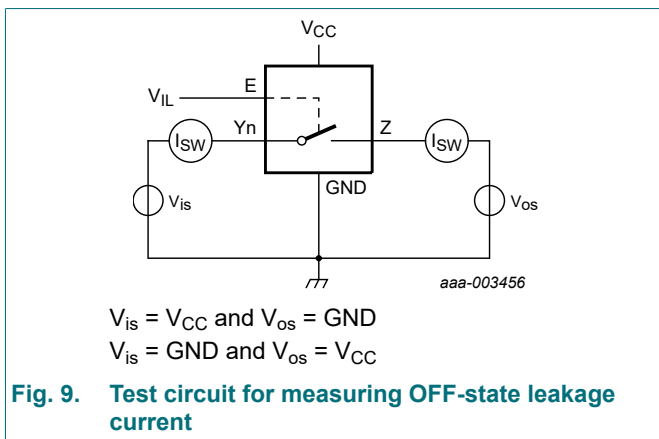 VCC
E
VIL
Yn
Z
ISW
ISW
GND
Vis
Vos
aaa-003456
Vis = VCC and Vos = GND
Vis = GND and Vos = VCC
Fig. 9. Test circuit for measuring OFF-state leakage
current